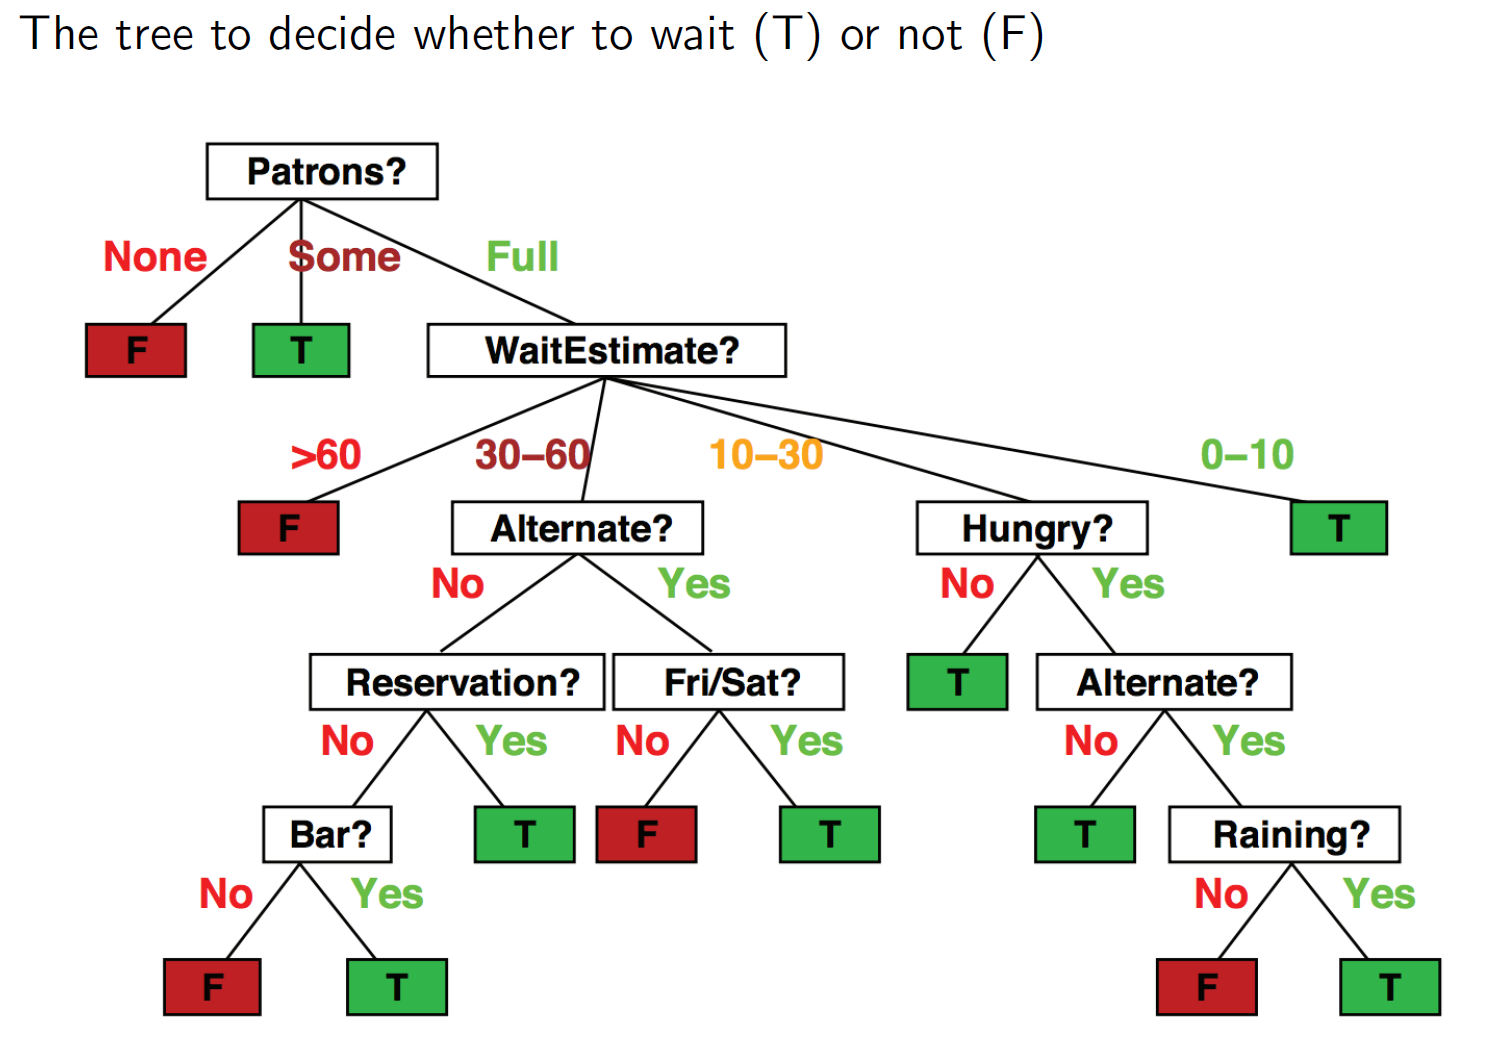 The tree to decide whether to wait (T) or not (F)
Patrons?
None Some Full
F T WaitEstimate?
>60 30–60 10–30 0–10
F Alternate? Hungry? T
No Yes No Yes
Reservation? Fri/Sat? T Alternate?
No Yes No Yes No Yes
Bar? T F T T Raining?
No Yes No Yes
F T F T